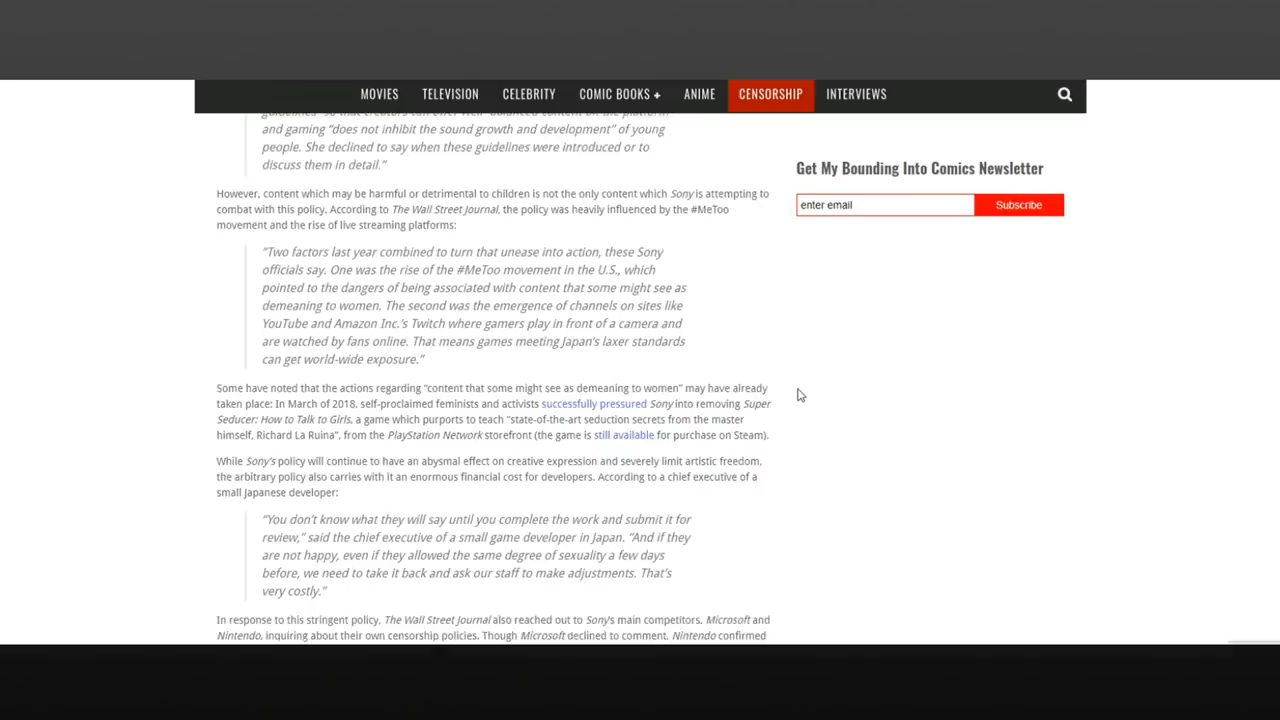 MOVIES TELEVISION CELEBRITY COMIC BOOKS + ANIME CENSORSHIP INTERVIEWS
guidelines "so that creators can offer well-balanced content on the platform"
and gaming "does not inhibit the sound growth and development" of young
people. She declined to say when these guidelines were introduced or to
discuss them in detail."
However, content which may be harmful or detrimental to children is not the only content which Sony is attempting to
combat with this policy. According to The Wall Street Journal, the policy was heavily influenced by the #MeToo
movement and the rise of live streaming platforms:
"Two factors last year combined to turn that unease into action, these Sony
officials say. One was the rise of the #MeToo movement in the U.S., which
pointed to the dangers of being associated with content that some might see as
demeaning to women. The second was the emergence of channels on sites like
YouTube and Amazon Inc.'s Twitch where gamers play in front of a camera and
are watched by fans online. That means games meeting Japan's laxer standards
can get world-wide exposure."
Some have noted that the actions regarding "content that some might see as demeaning to women" may have already
taken place: In March of 2018, self-proclaimed feminists and activists successfully pressured Sony into removing Super
Seducer: How to Talk to Girls, a game which purports to teach "state-of-the-art seduction secrets from the master
himself, Richard La Ruina", from the PlayStation Network storefront (the game is still available for purchase on Steam).
While Sony's policy will continue to have an abysmal effect on creative expression and severely limit artistic freedom,
the arbitrary policy also carries with it an enormous financial cost for developers. According to a chief executive of a
small Japanese developer:
"You don't know what they will say until you complete the work and submit it for
review," said the chief executive of a small game developer in Japan. "And if they
are not happy, even if they allowed the same degree of sexuality a few days
before, we need to take it back and ask our staff to make adjustments. That's
very costly."
In response to this stringent policy, The Wall Street Journal also reached out to Sony's main competitors, Microsoft and
Nintendo, inquiring about their own censorship policies. Though Microsoft declined to comment, Nintendo confirmed
Get My Bounding Into Comics Newsletter
enter email Subscribe